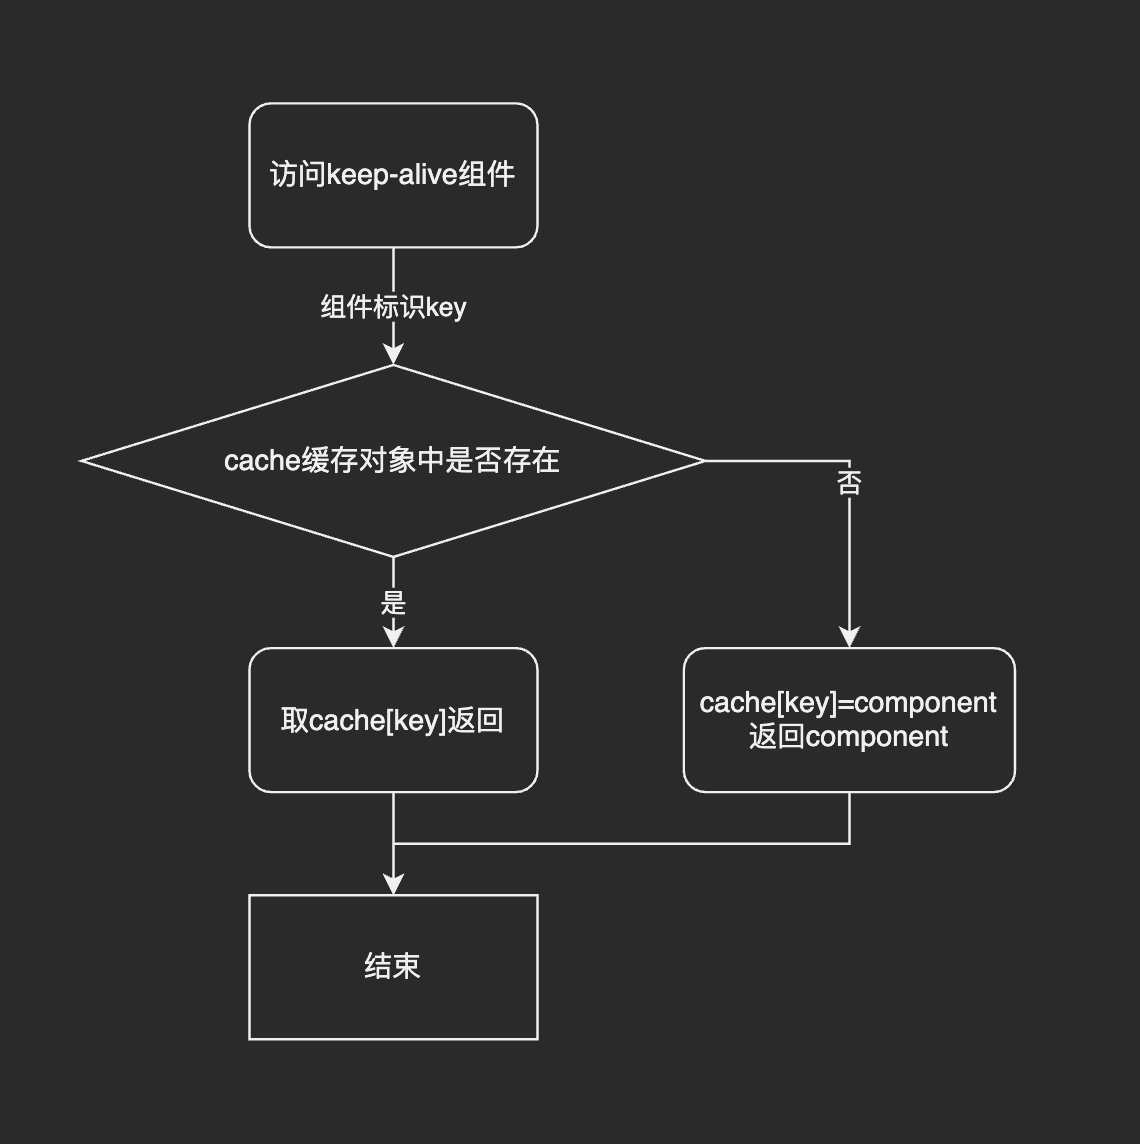 访问keep-alive组件
组件标识key
cache缓存对象中是否存在
否
是
取cache[key]返回
cache[key]=component
返回component
结束